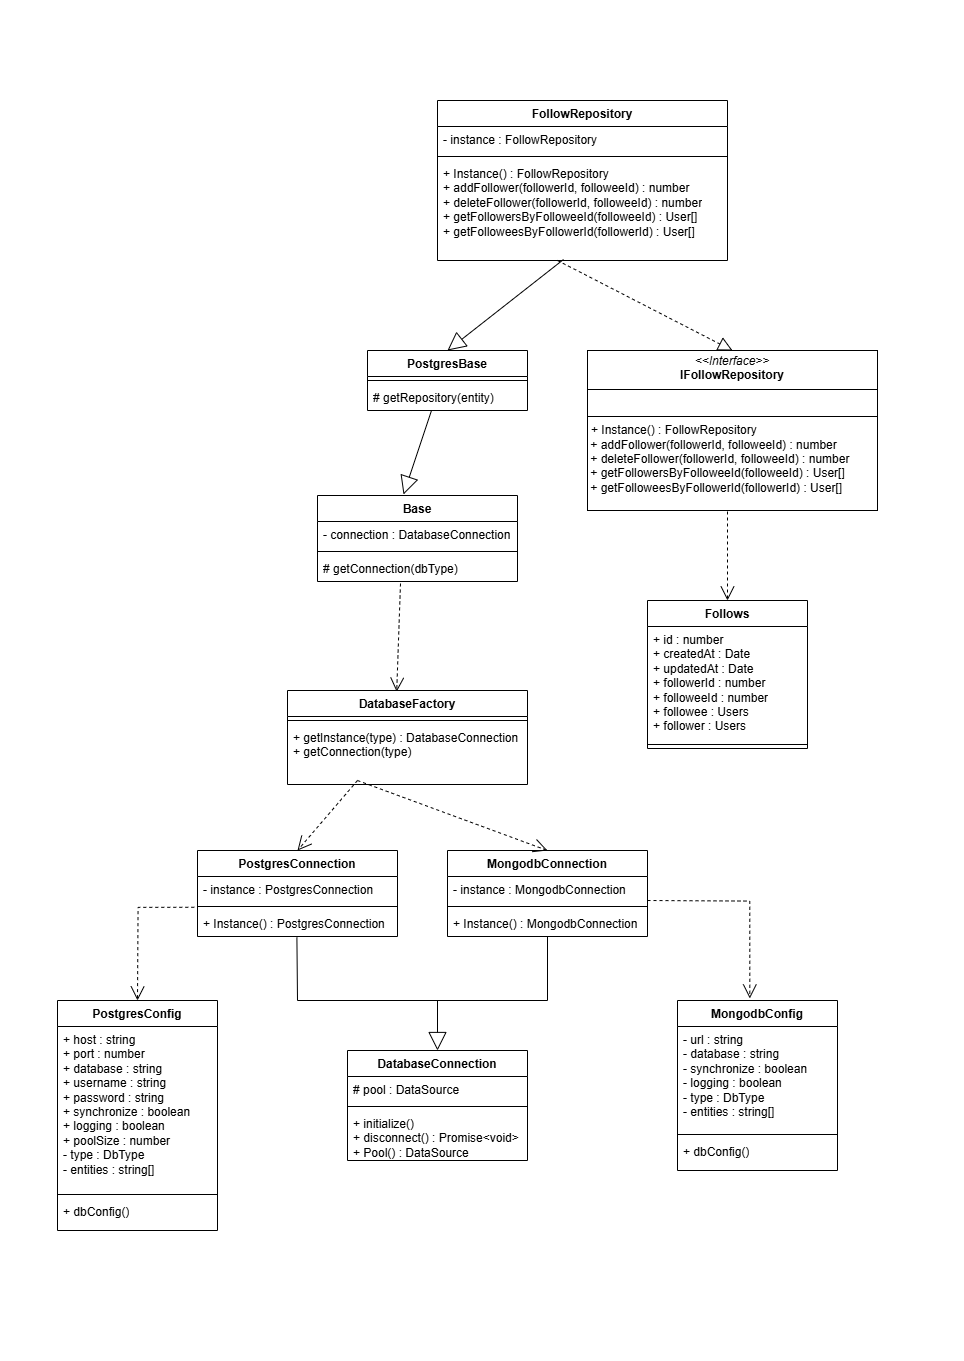 FollowRepository
- instance : FollowRepository
+ Instance() : FollowRepository
+ addFollower(followerId, followeeId) : number
+ deleteFollower(followerId, followeeId) : number
+ getFollowersByFolloweeId(followeeId) : User[]
+ getFolloweesByFollowerId(followerId) : User[]
PostgresBase
# getRepository(entity)
<<Interface>>
IFollowRepository
+ Instance() : FollowRepository
+ addFollower(followerId, followeeId) : number
+ deleteFollower(followerId, followeeId) : number
+ getFollowersByFolloweeId(followeeId) : User[]
+ getFolloweesByFollowerId(followerId) : User[]
Base
- connection : DatabaseConnection
# getConnection(dbType)
Follows
+ id : number
+ createdAt : Date
+ updatedAt : Date
+ followerId : number
+ followeeId : number
+ followee : Users
+ follower : Users
DatabaseFactory
+ getInstance(type) : DatabaseConnection
+ getConnection(type)
PostgresConnection
- instance : PostgresConnection
+ Instance() : PostgresConnection
MongodbConnection
- instance : MongodbConnection
+ Instance() : MongodbConnection
PostgresConfig
+ host : string
+ port : number
+ database : string
+ username : string
+ password : string
+ synchronize : boolean
+ logging : boolean
+ poolSize : number
- type : DbType
- entities : string[]
+ dbConfig()
DatabaseConnection
# pool : DataSource
+ initialize()
+ disconnect() : Promise<void>
+ Pool() : DataSource
MongodbConfig
- url : string
- database : string
- synchronize : boolean
- logging : boolean
- type : DbType
- entities : string[]
+ dbConfig()